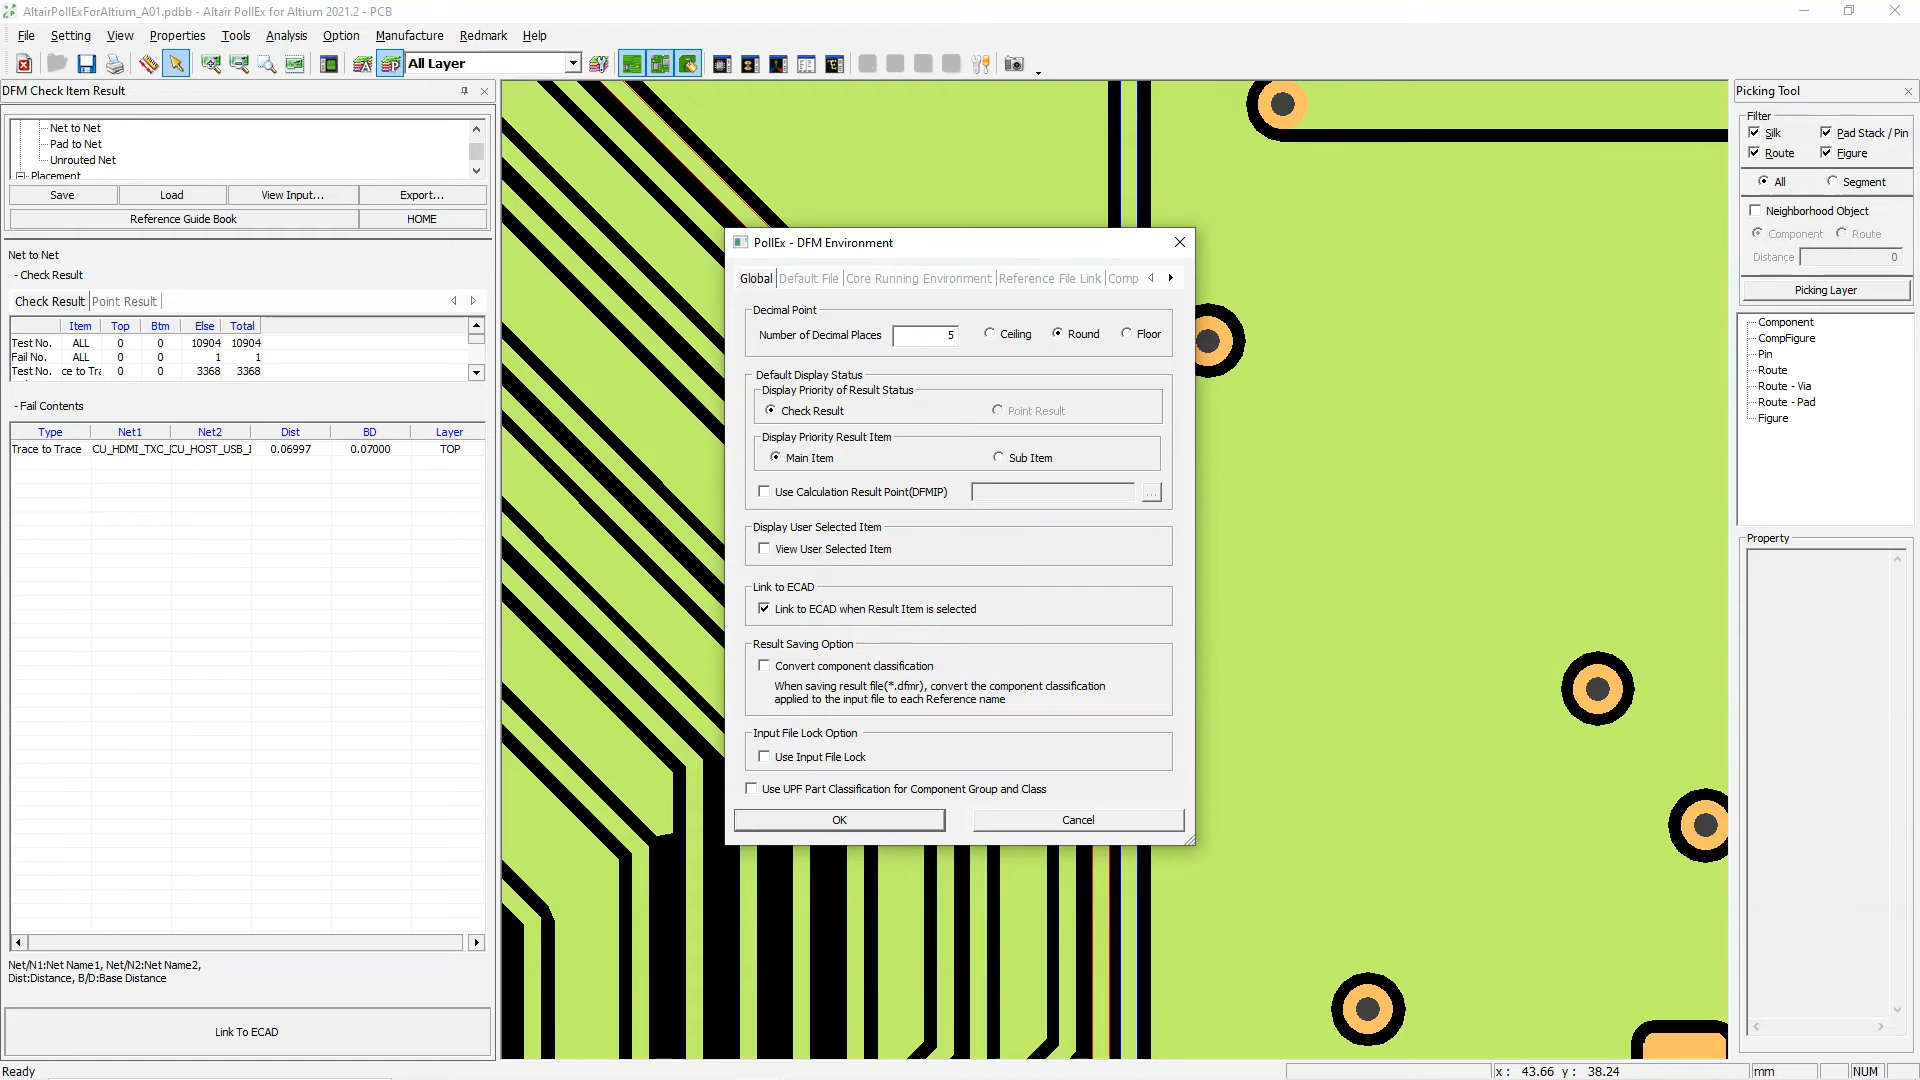 AltairPollExForAltium_A01.pdbb - Altair PollEx for Altium 2021.2 - PCB
File Setting View Properties Tools Analysis Option Manufacture Redmark Help
All Layer
DFM Check Item Result
Net to Net
Pad to Net
Unrouted Net
Placement
Save Load View Input... Export...
Reference Guide Book HOME
Net to Net
- Check Result
Check Result Point Result
Item Top Btm Else Total
Test No. ALL 0 0 10904 10904
Fail No. ALL 0 0 1 1
Test No. ce to Tra 0 0 3368 3368
- Fail Contents
Type Net1 Net2 Dist BD Layer
Trace to Trace CU_HDMI_TXC_I CU_HOST_USB_I 0.06997 0.07000 TOP
Net/N1:Net Name1, Net/N2:Net Name2,
Dist:Distance, B/D:Base Distance
Link To ECAD
Ready
PollEx - DFM Environment
Global Default File Core Running Environment Reference File Link Comp
Decimal Point
Number of Decimal Places 5 Ceiling Round Floor
Default Display Status
Display Priority of Result Status
Check Result Point Result
Display Priority Result Item
Main Item Sub Item
Use Calculation Result Point(DFMIP) ...
Display User Selected Item
View User Selected Item
Link to ECAD
Link to ECAD when Result Item is selected
Result Saving Option
Convert component classification
When saving result file(*.dfmr), convert the component classification
applied to the input file to each Reference name
Input File Lock Option
Use Input File Lock
Use UPF Part Classification for Component Group and Class
OK Cancel
Picking Tool
Filter
Silk Pad Stack / Pin
Route Figure
All Segment
Neighborhood Object
Component Route
Distance 0
Picking Layer
Component
CompFigure
Pin
Route
Route - Via
Route - Pad
Figure
Property
x : 43.66 y : 38.24 mm NUM